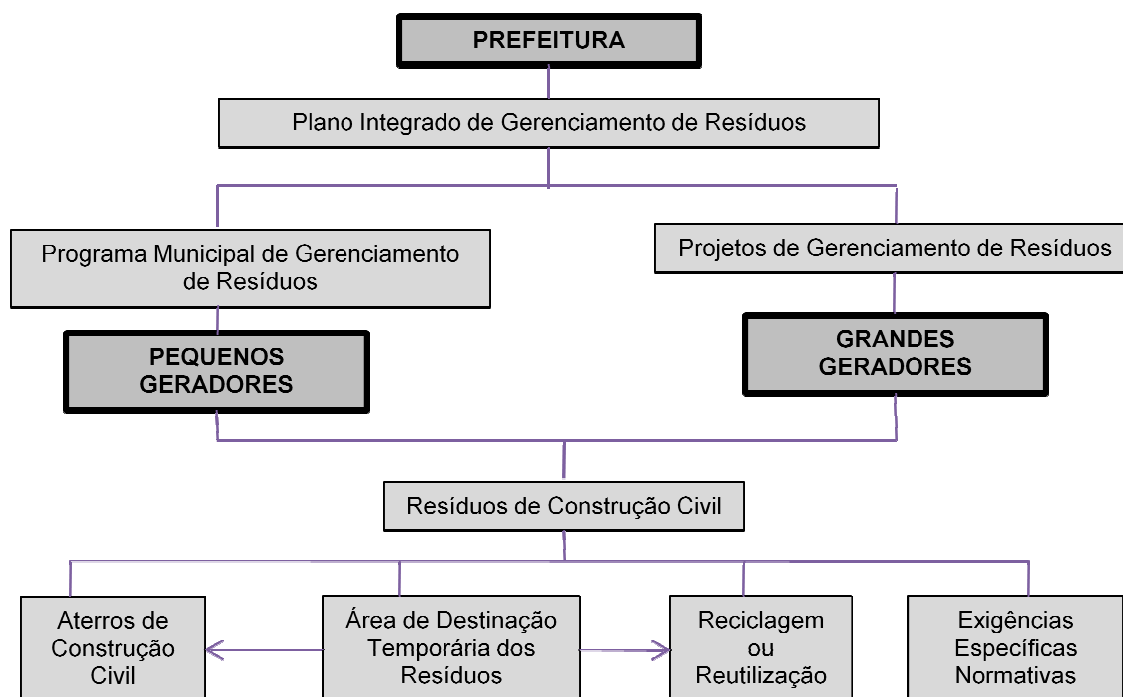 PREFEITURA
Plano Integrado de Gerenciamento de Resíduos
Programa Municipal de Gerenciamento
de Resíduos
Projetos de Gerenciamento de Resíduos
PEQUENOS
GERADORES
GRANDES
GERADORES
Resíduos de Construção Civil
Aterros de
Construção
Civil
Área de Destinação
Temporária dos
Resíduos
Reciclagem
ou
Reutilização
Exigências
Específicas
Normativas